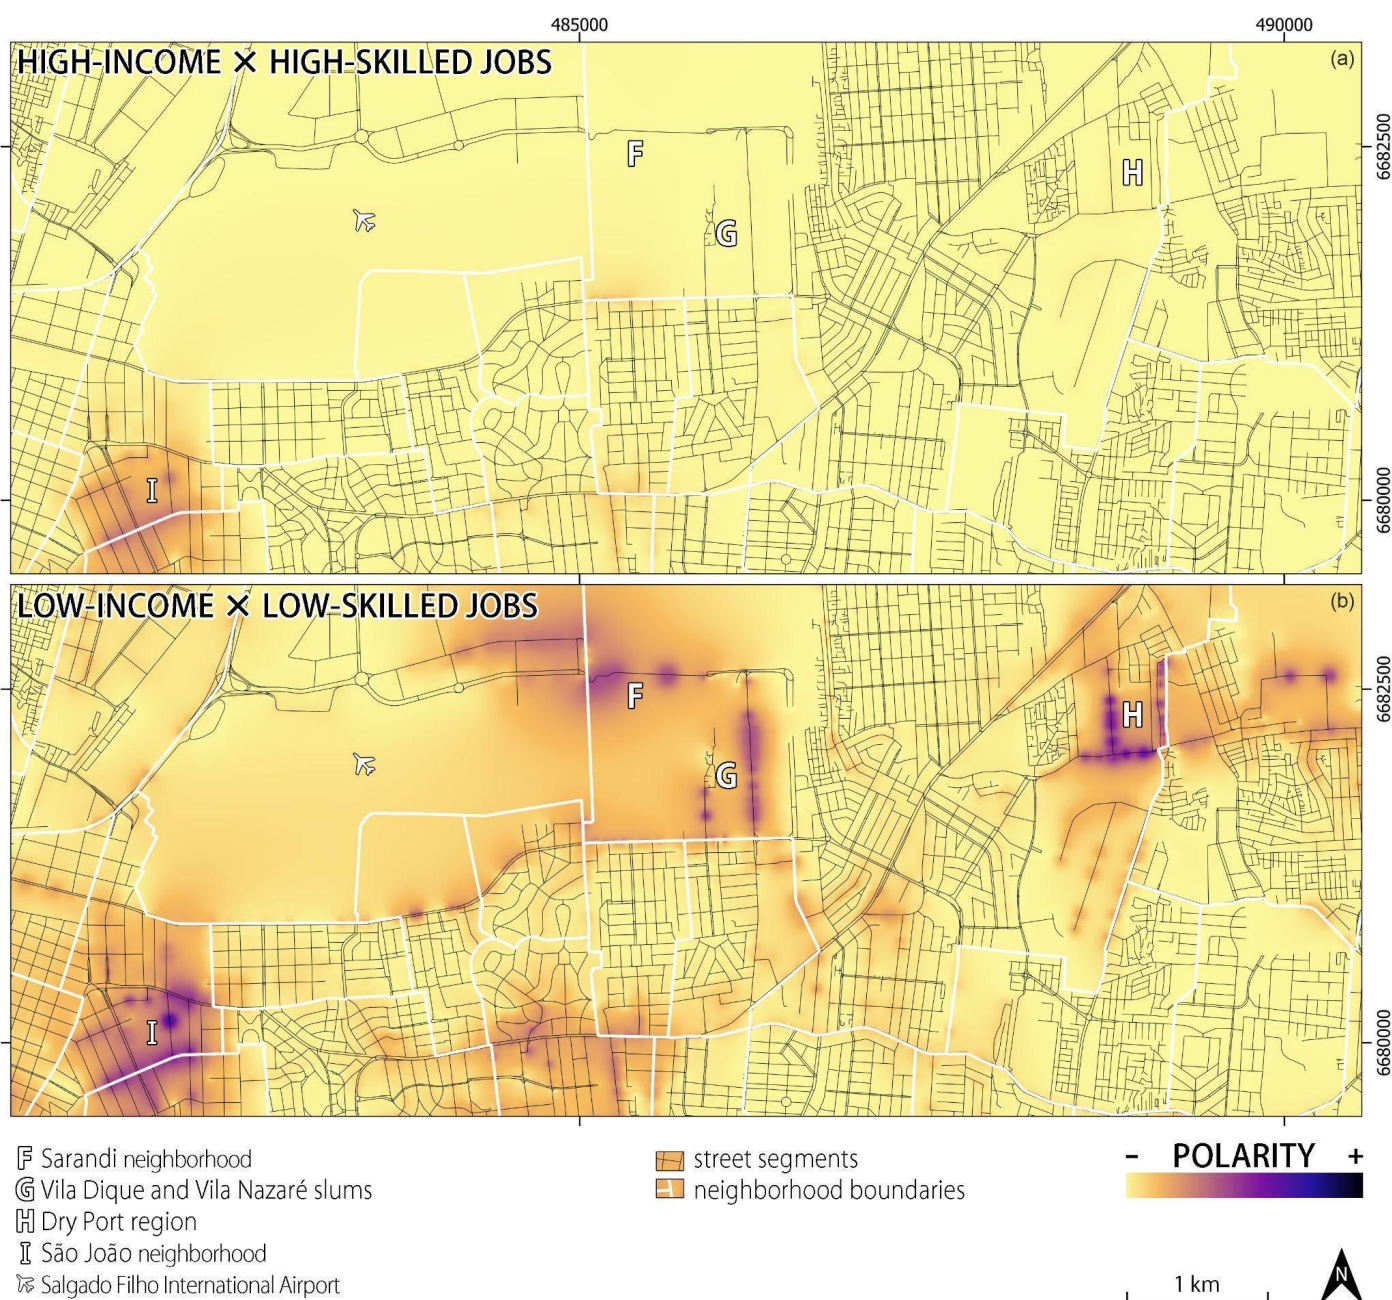 485000 490000
HIGH-INCOME × HIGH-SKILLED JOBS
(a)
6682500
F
H
G
I
6680000
LOW-INCOME × LOW-SKILLED JOBS
(b)
6682500
F
H
G
I
6680000
F Sarandi neighborhood
G Vila Dique and Vila Nazaré slums
H Dry Port region
I São João neighborhood
Salgado Filho International Airport
street segments
neighborhood boundaries
- POLARITY +
1 km
N